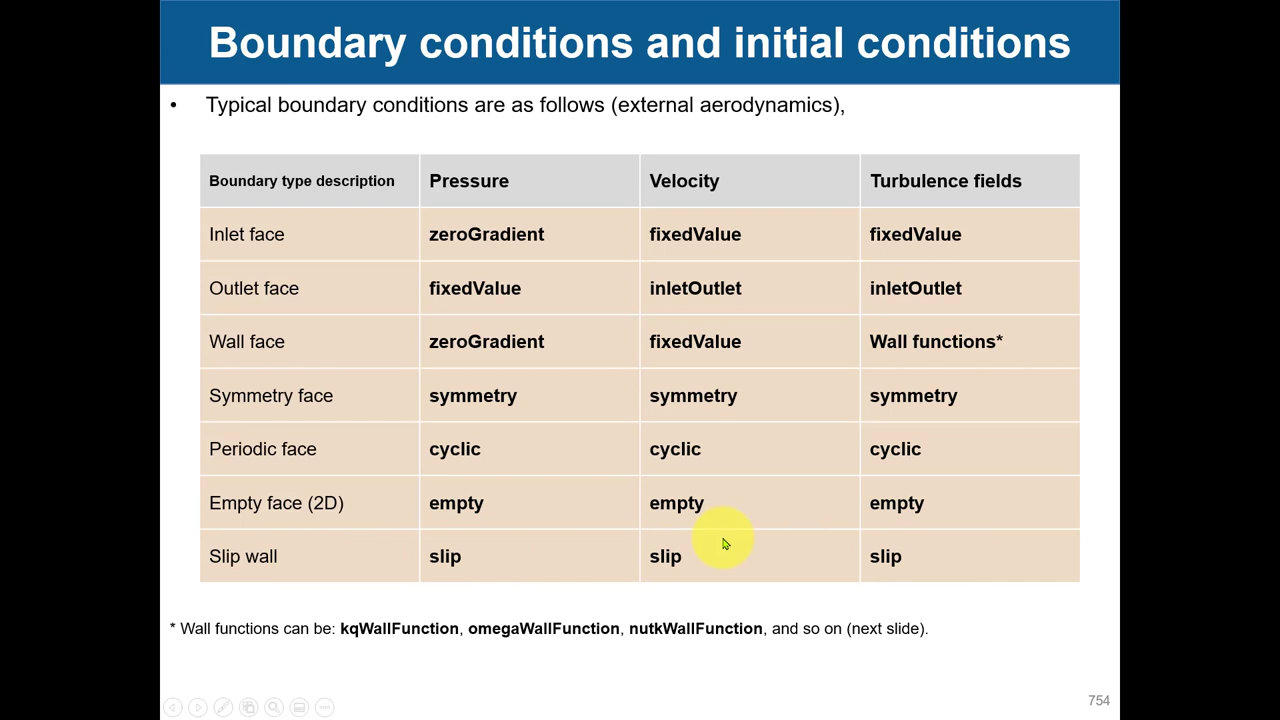 Boundary conditions and initial conditions
• Typical boundary conditions are as follows (external aerodynamics),
Boundary type description Pressure Velocity Turbulence fields
Inlet face zeroGradient fixedValue fixedValue
Outlet face fixedValue inletOutlet inletOutlet
Wall face zeroGradient fixedValue Wall functions*
Symmetry face symmetry symmetry symmetry
Periodic face cyclic cyclic cyclic
Empty face (2D) empty empty empty
Slip wall slip slip slip
* Wall functions can be: kqWallFunction, omegaWallFunction, nutkWallFunction, and so on (next slide).
754